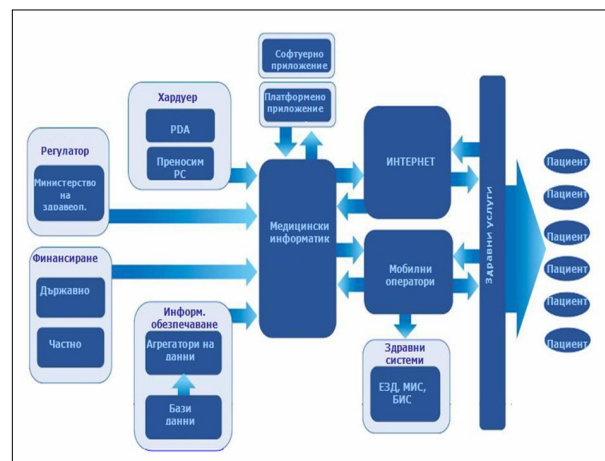 Софтуерно
приложение
Платформено
приложение
Хардуер
PDA
Преносим
PC
Регулатор
Министерство
на
здравеоп.
Финансиране
Държавно
Частно
Информ.
обезпечаване
Агрегатори на
данни
Бази
данни
Медицински
информатик
ИНТЕРНЕТ
Мобилни
оператори
Здравни
системи
ЕЗД, МИС,
БИС
Здравни услуги
Пациент
Пациент
Пациент
Пациент
Пациент
Пациент